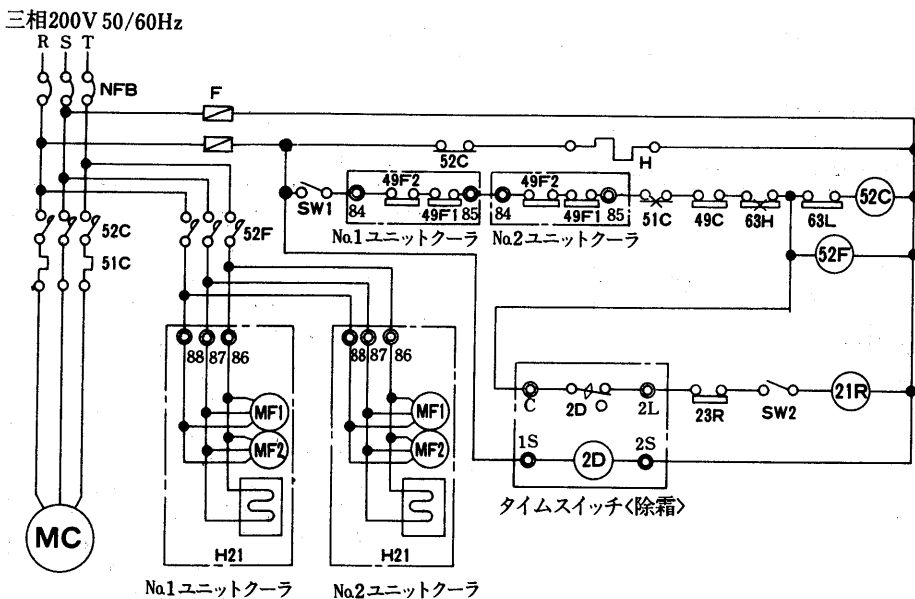 三相200V 50/60Hz
R S T
NFB
F
52C
H
SW1
84
49F2
49F1
85
84
49F2
49F1
85
51C
49C
63H
63L
52C
No.1ユニットクーラ
No.2ユニットクーラ
52C
52F
52F
51C
88 87 86
88 87 86
C
2D
2L
23R
SW2
21R
MF1
MF1
1S
2D
2S
MF2
MF2
タイムスイッチ<除霜>
MC
H21
H21
No.1ユニットクーラ
No.2ユニットクーラ